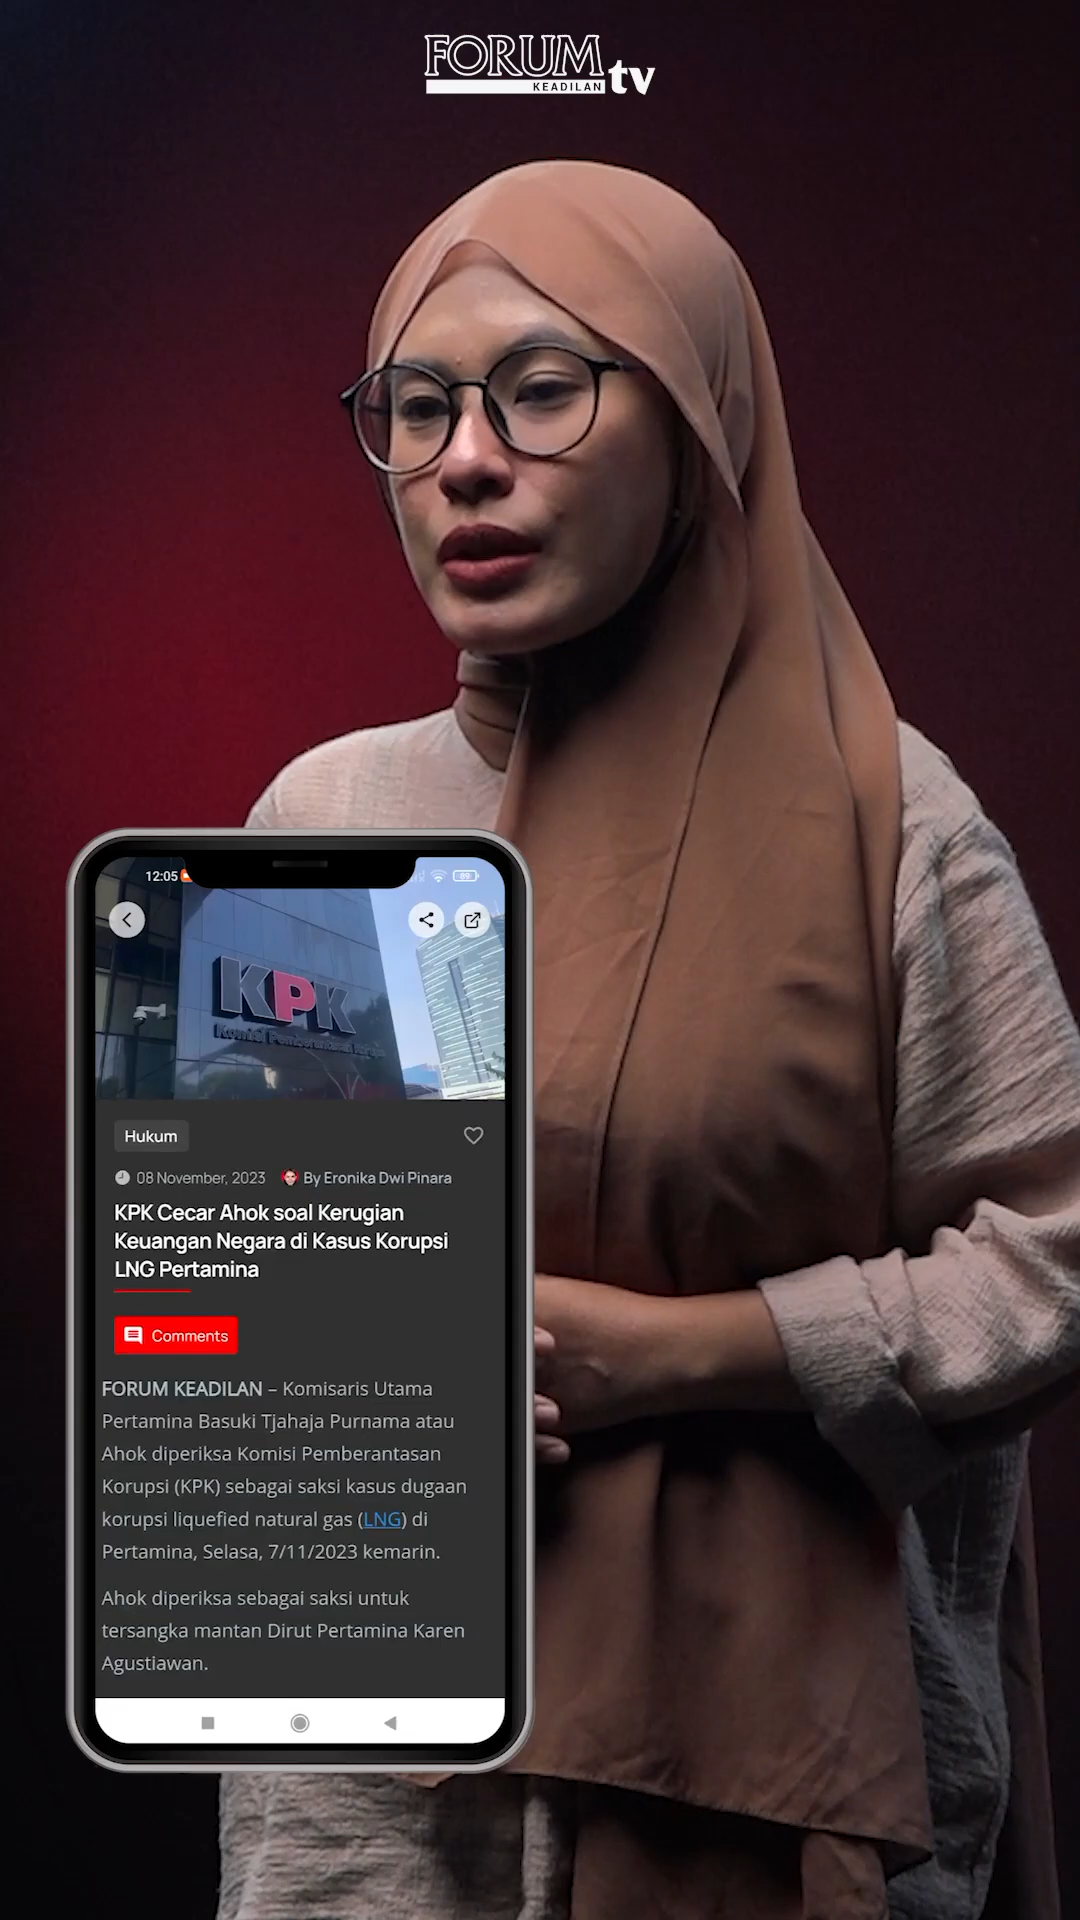 FORUM
KEADILAN tv
12:05
89
KPK
Komisi Pemberantasan
Hukum
08 November, 2023 By Eronika Dwi Pinara
KPK Cecar Ahok soal Kerugian
Keuangan Negara di Kasus Korupsi
LNG Pertamina
Comments
FORUM KEADILAN – Komisaris Utama
Pertamina Basuki Tjahaja Purnama atau
Ahok diperiksa Komisi Pemberantasan
Korupsi (KPK) sebagai saksi kasus dugaan
korupsi liquefied natural gas (LNG) di
Pertamina, Selasa, 7/11/2023 kemarin.
Ahok diperiksa sebagai saksi untuk
tersangka mantan Dirut Pertamina Karen
Agustiawan.